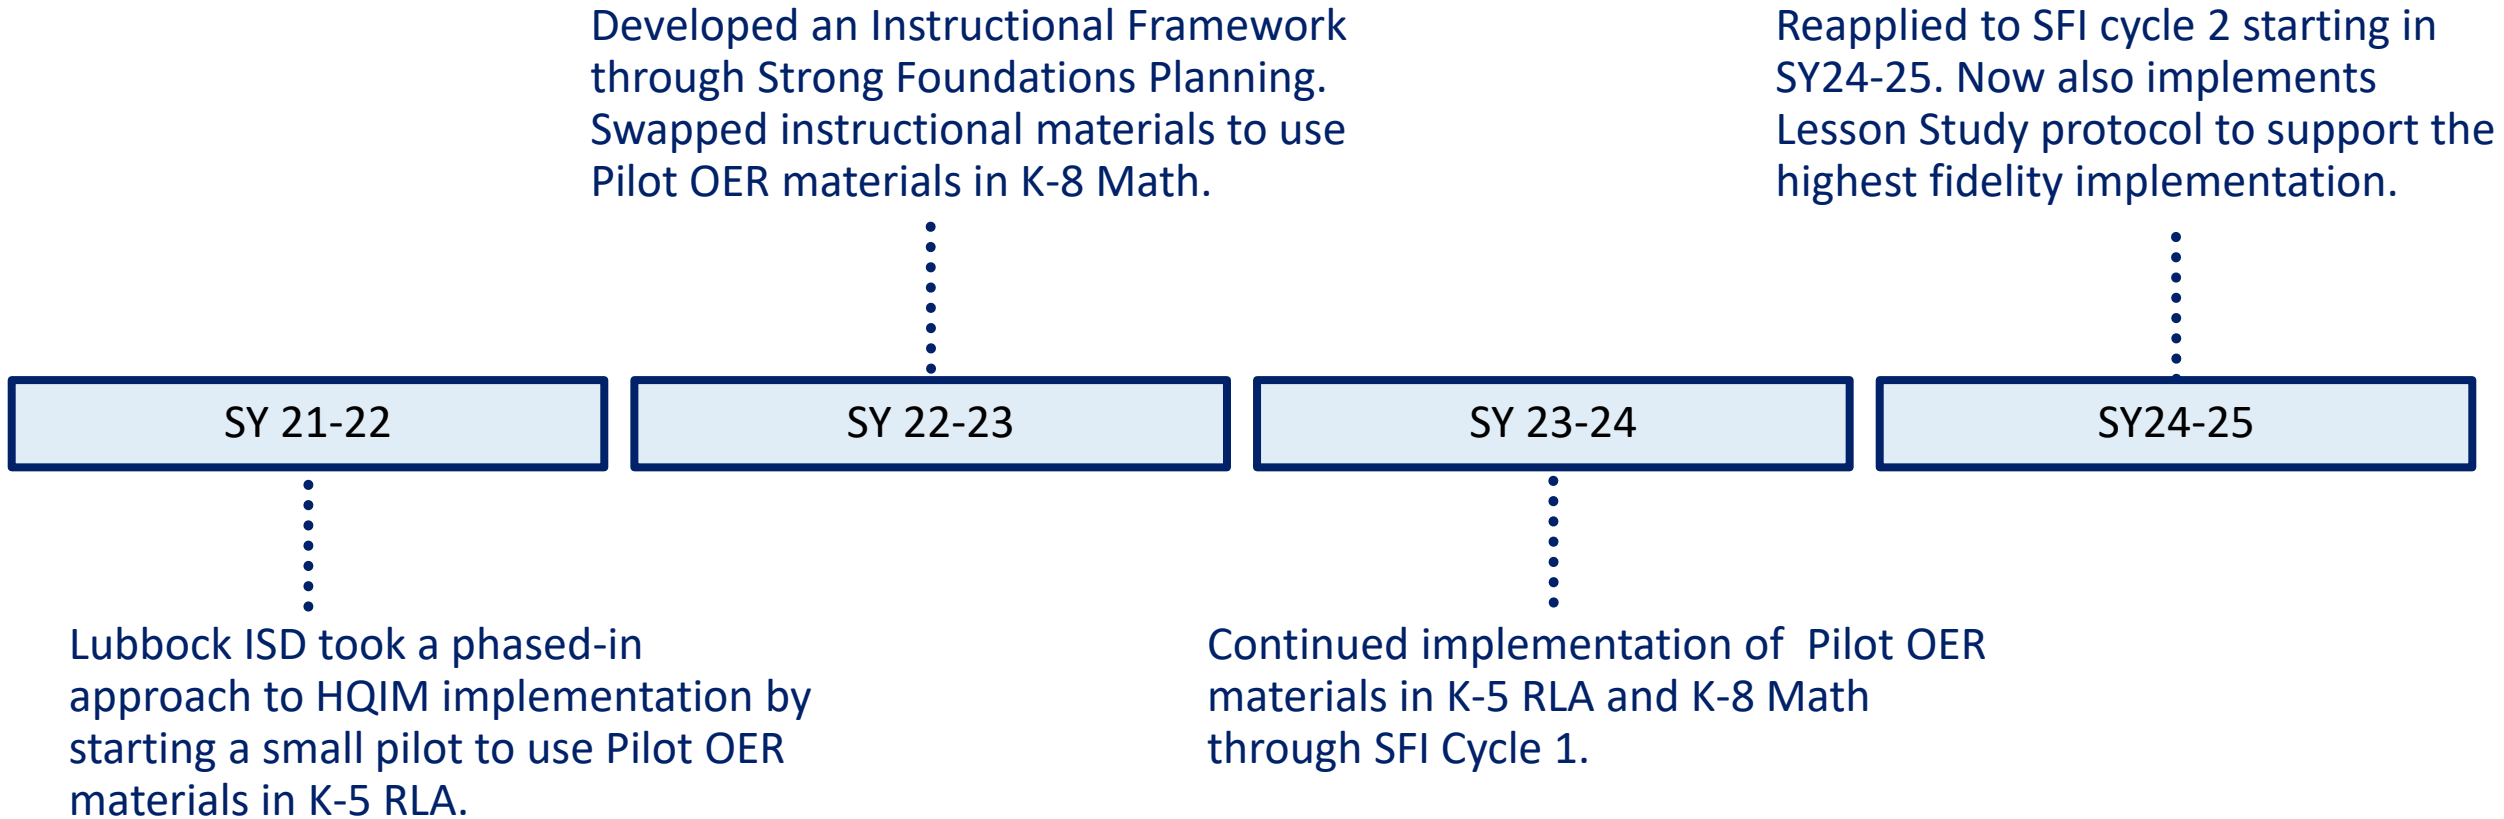 Developed an Instructional Framework
through Strong Foundations Planning.
Swapped instructional materials to use
Pilot OER materials in K-8 Math.
Reapplied to SFI cycle 2 starting in
SY24-25. Now also implements
Lesson Study protocol to support the
highest fidelity implementation.
SY 21-22
SY 22-23
SY 23-24
SY24-25
Lubbock ISD took a phased-in
approach to HQIM implementation by
starting a small pilot to use Pilot OER
materials in K-5 RLA.
Continued implementation of  Pilot OER
materials in K-5 RLA and K-8 Math
through SFI Cycle 1.